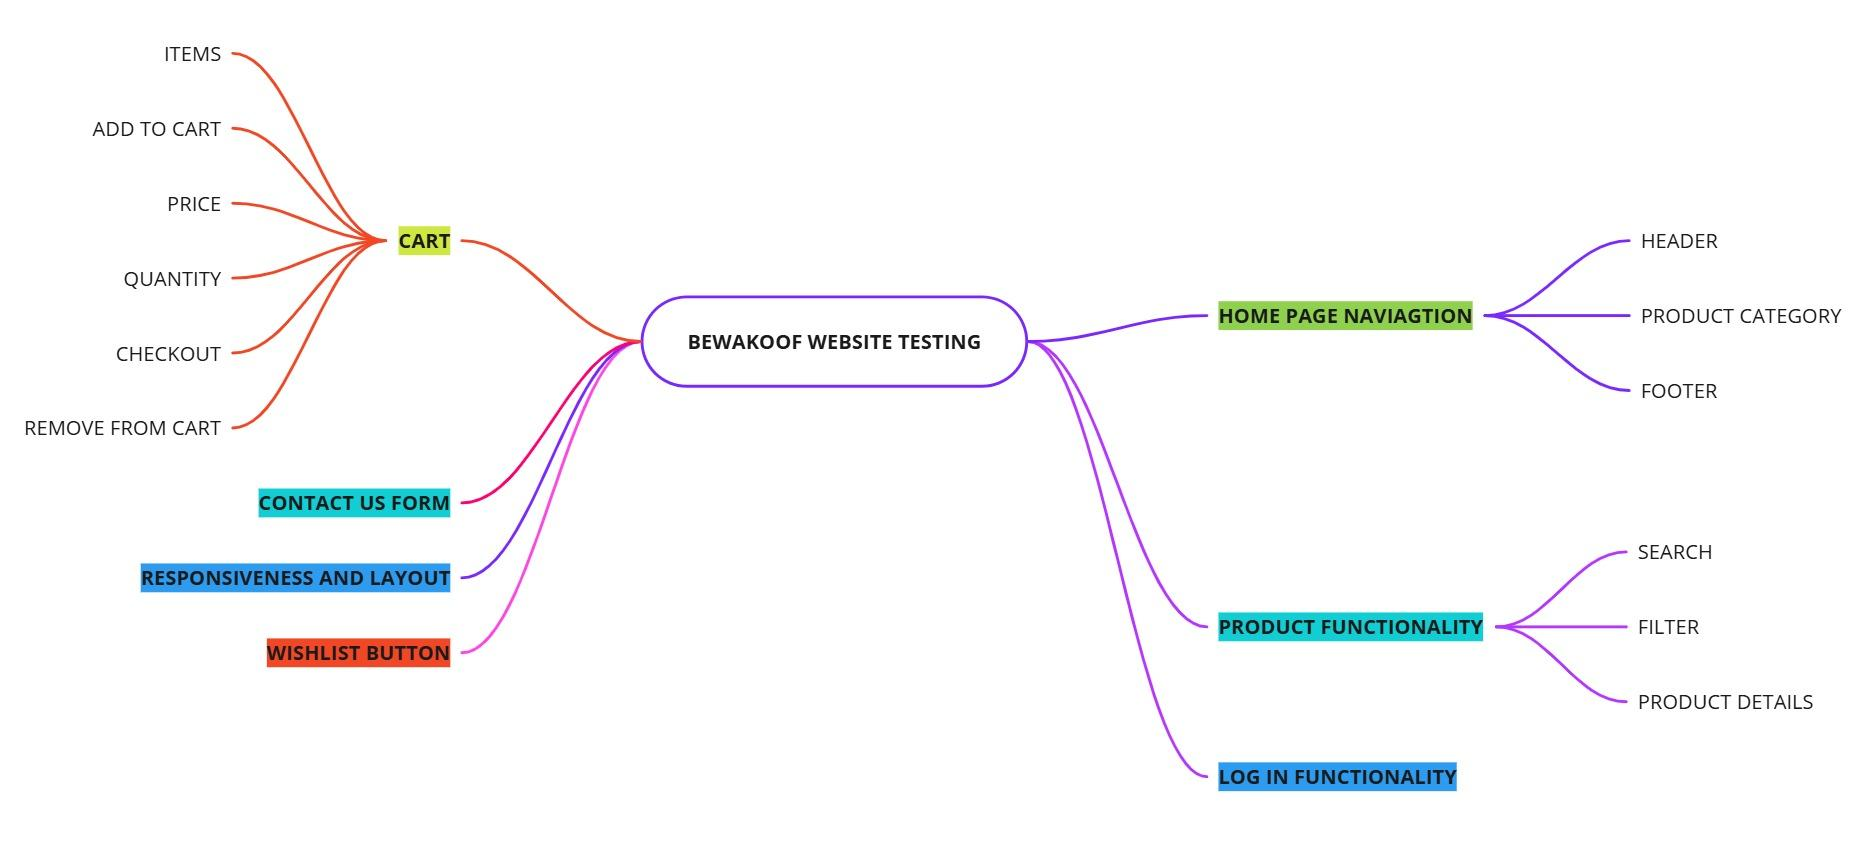 ITEMS
ADD TO CART
PRICE
QUANTITY
CHECKOUT
REMOVE FROM CART
CART
CONTACT US FORM
RESPONSIVENESS AND LAYOUT
WISHLIST BUTTON
BEWAKOOF WEBSITE TESTING
HOME PAGE NAVIAGTION
HEADER
PRODUCT CATEGORY
FOOTER
PRODUCT FUNCTIONALITY
SEARCH
FILTER
PRODUCT DETAILS
LOG IN FUNCTIONALITY